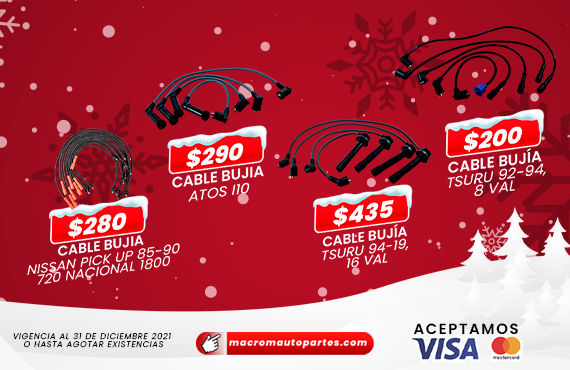 $280
CABLE BUJIA
NISSAN PICK UP 85-90
720 NACIONAL 1800
$290
CABLE BUJIA
ATOS I10
$435
CABLE BUJÍA
TSURU 94-19,
16 VAL
$200
CABLE BUJÍA
TSURU 92-94,
8 VAL
VIGENCIA AL 31 DE DICIEMBRE 2021
O HASTA AGOTAR EXISTENCIAS
macromautopartes.com
ACEPTAMOS
VISA
mastercard